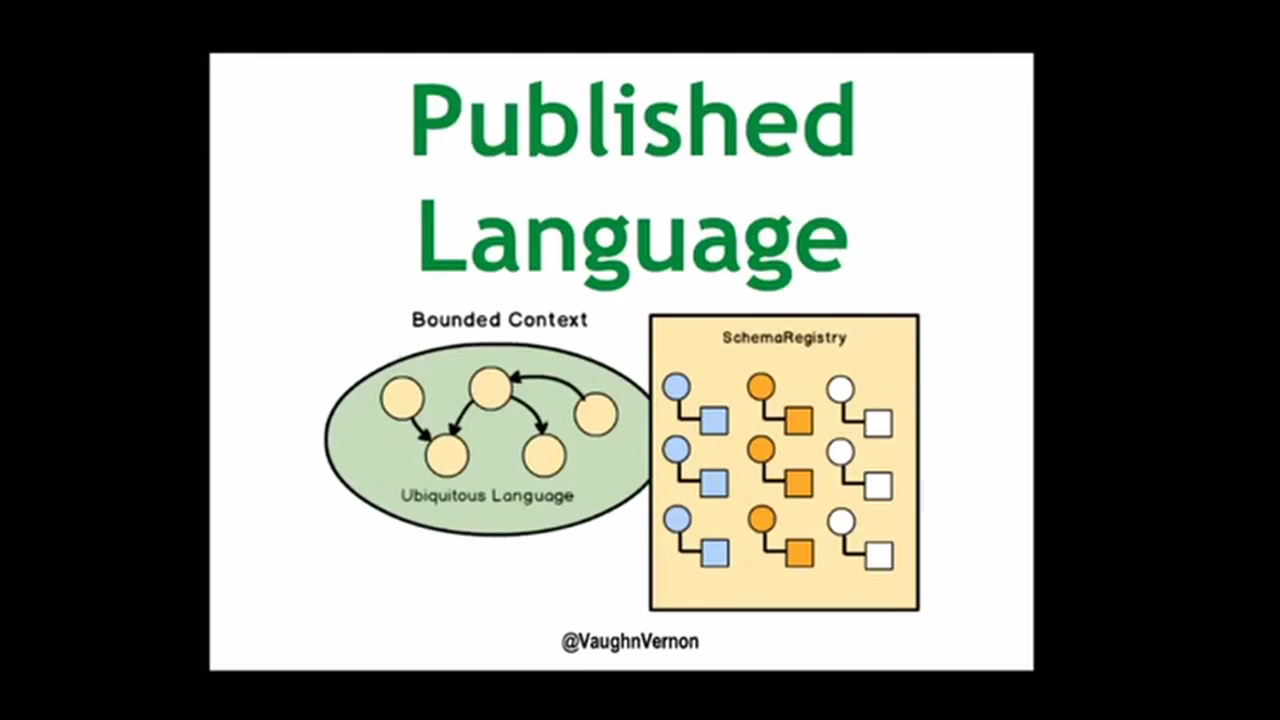 Published
Language
Bounded Context
SchemaRegistry
Ubiquitous Language
@VaughnVernon